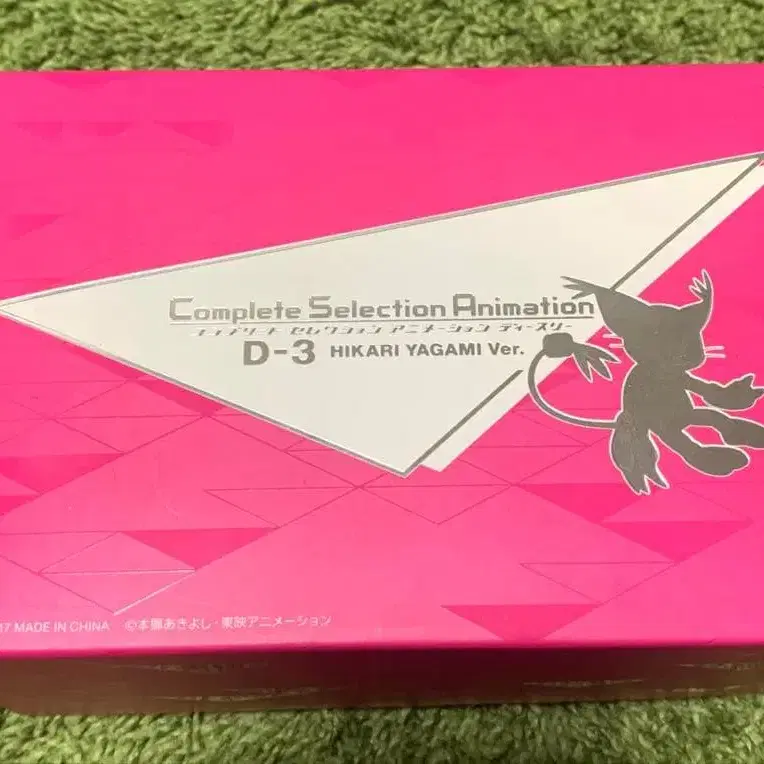 Complete Selection Animation
コンプリート セレクション アニメーション ディースリー
D-3 HIKARI YAGAMI Ver.
17 MADE IN CHINA ©本郷あきよし・東映アニメーション